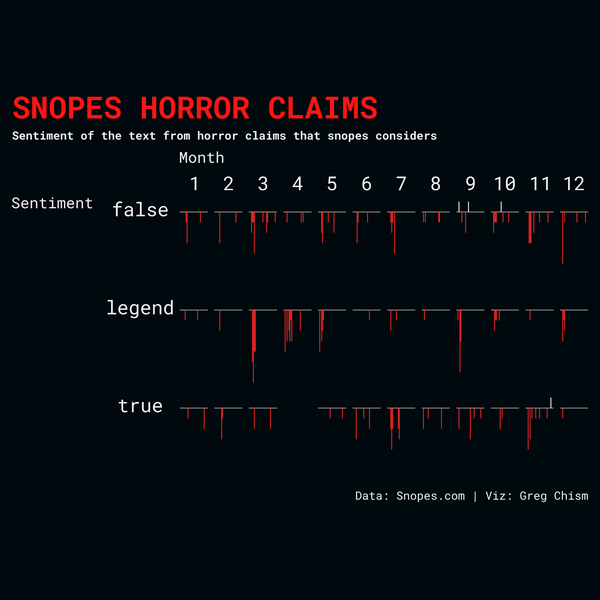 SNOPES HORROR CLAIMS
Sentiment of the text from horror claims that snopes considers
Month
1 2 3 4 5 6 7 8 9 10 11 12
Sentiment
false
legend
true
Data: Snopes.com | Viz: Greg Chism